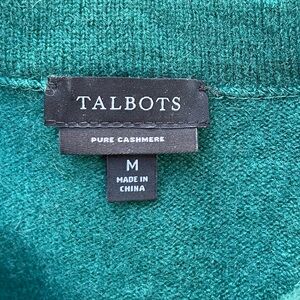 TALBOTS
PURE CASHMERE
M
MADE IN
CHINA